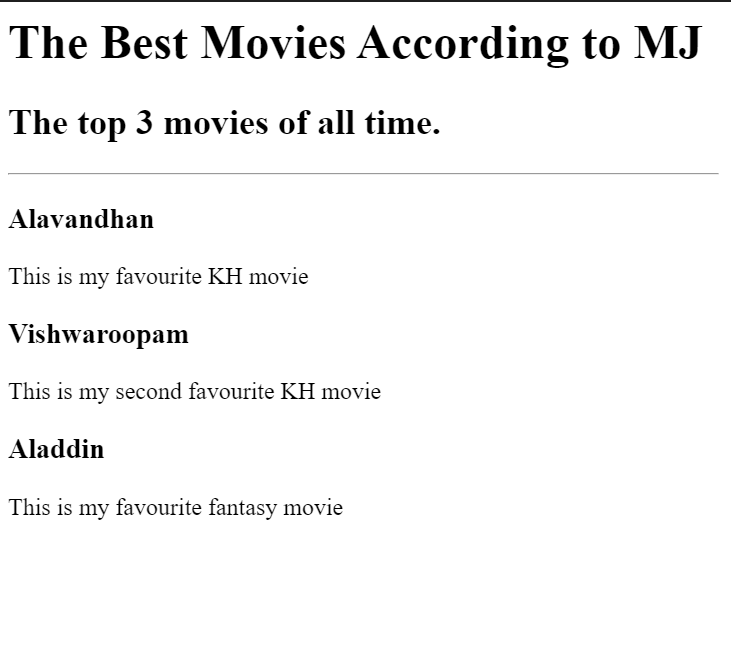 The Best Movies According to MJ
The top 3 movies of all time.
Alavandhan
This is my favourite KH movie
Vishwaroopam
This is my second favourite KH movie
Aladdin
This is my favourite fantasy movie